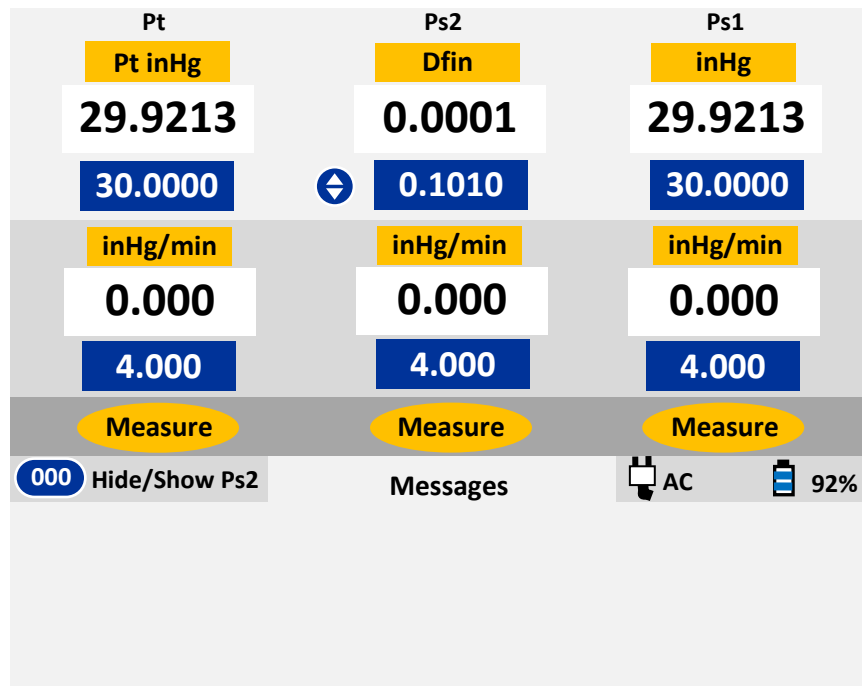 Pt Ps2 Ps1
Pt inHg Dfin inHg
29.9213 0.0001 29.9213
30.0000 0.1010 30.0000
inHg/min inHg/min inHg/min
0.000 0.000 0.000
4.000 4.000 4.000
Measure Measure Measure
000 Hide/Show Ps2 Messages AC 92%